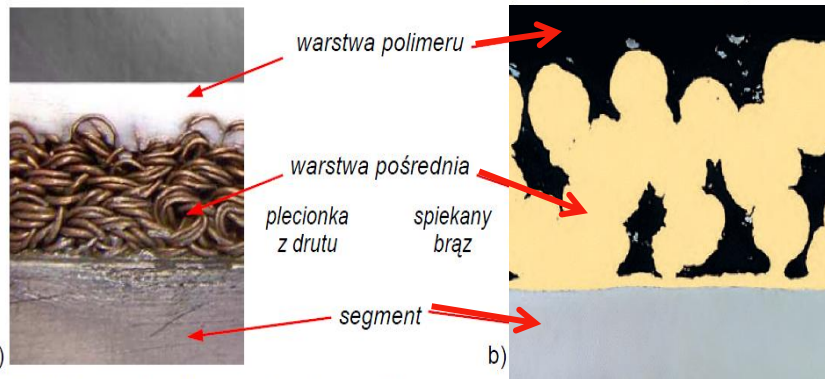 warstwa polimeru
warstwa pośrednia
plecionka spiekany
z drutu brąz
segment
) b)